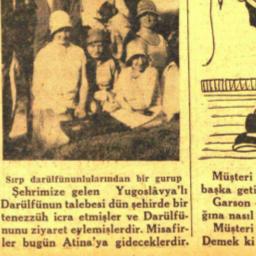 Sırp darülfünunlularından bir gurup
Şehrimize gelen Yugoslâvya'lı
Darülfünun talebesi dün şehirde bir
tenezzüh icra etmişler ve Darülfü-
nunu ziyaret eylemişlerdir. Misafir-
ler bugün Atina'ya gideceklerdir.
Müşteri
başka geti
Garson
ğına nasıl
Müşteri
Demek ki